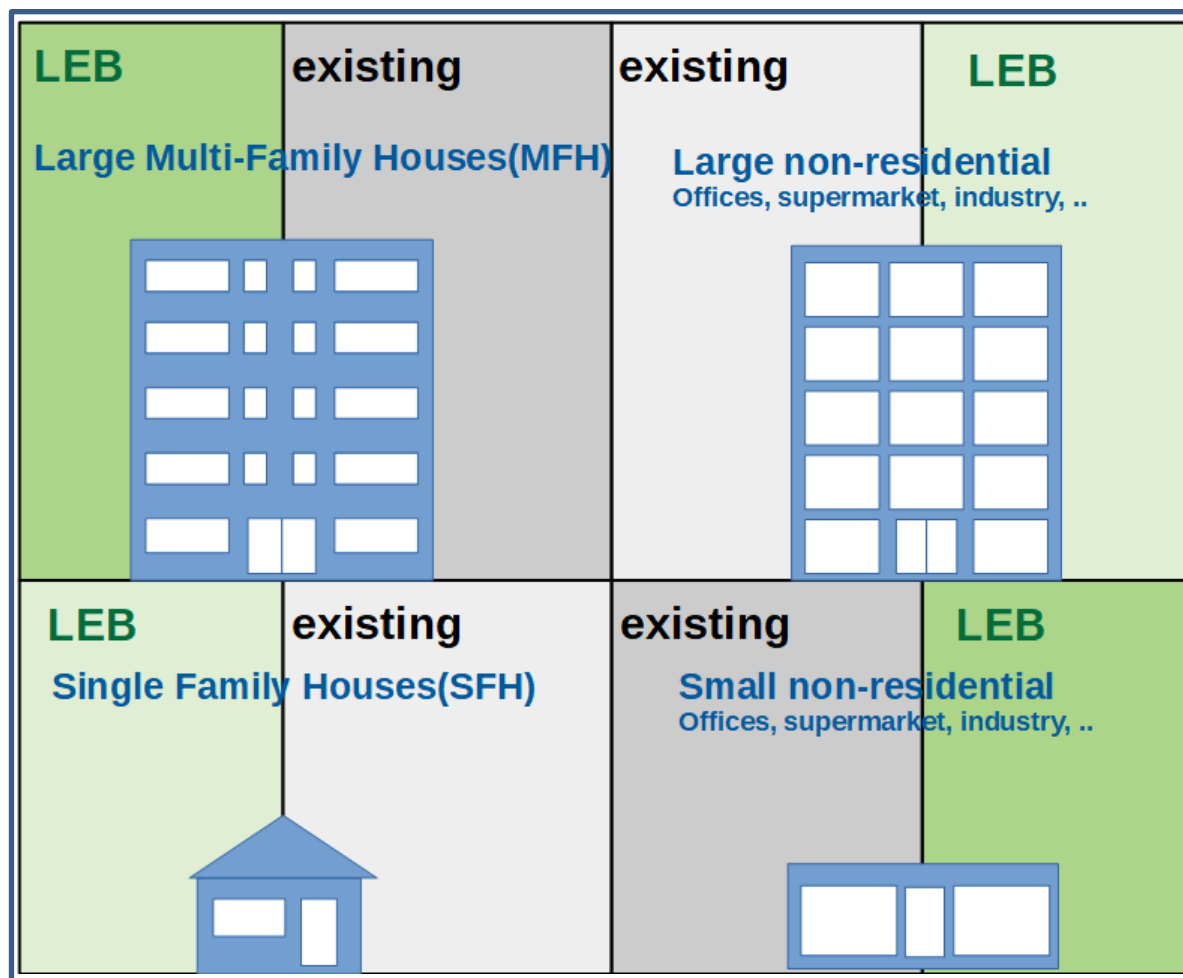 LEB existing existing LEB
Large Multi-Family Houses(MFH)
Large non-residential
Offices, supermarket, industry, ..
LEB existing existing LEB
Single Family Houses(SFH)
Small non-residential
Offices, supermarket, industry, ..